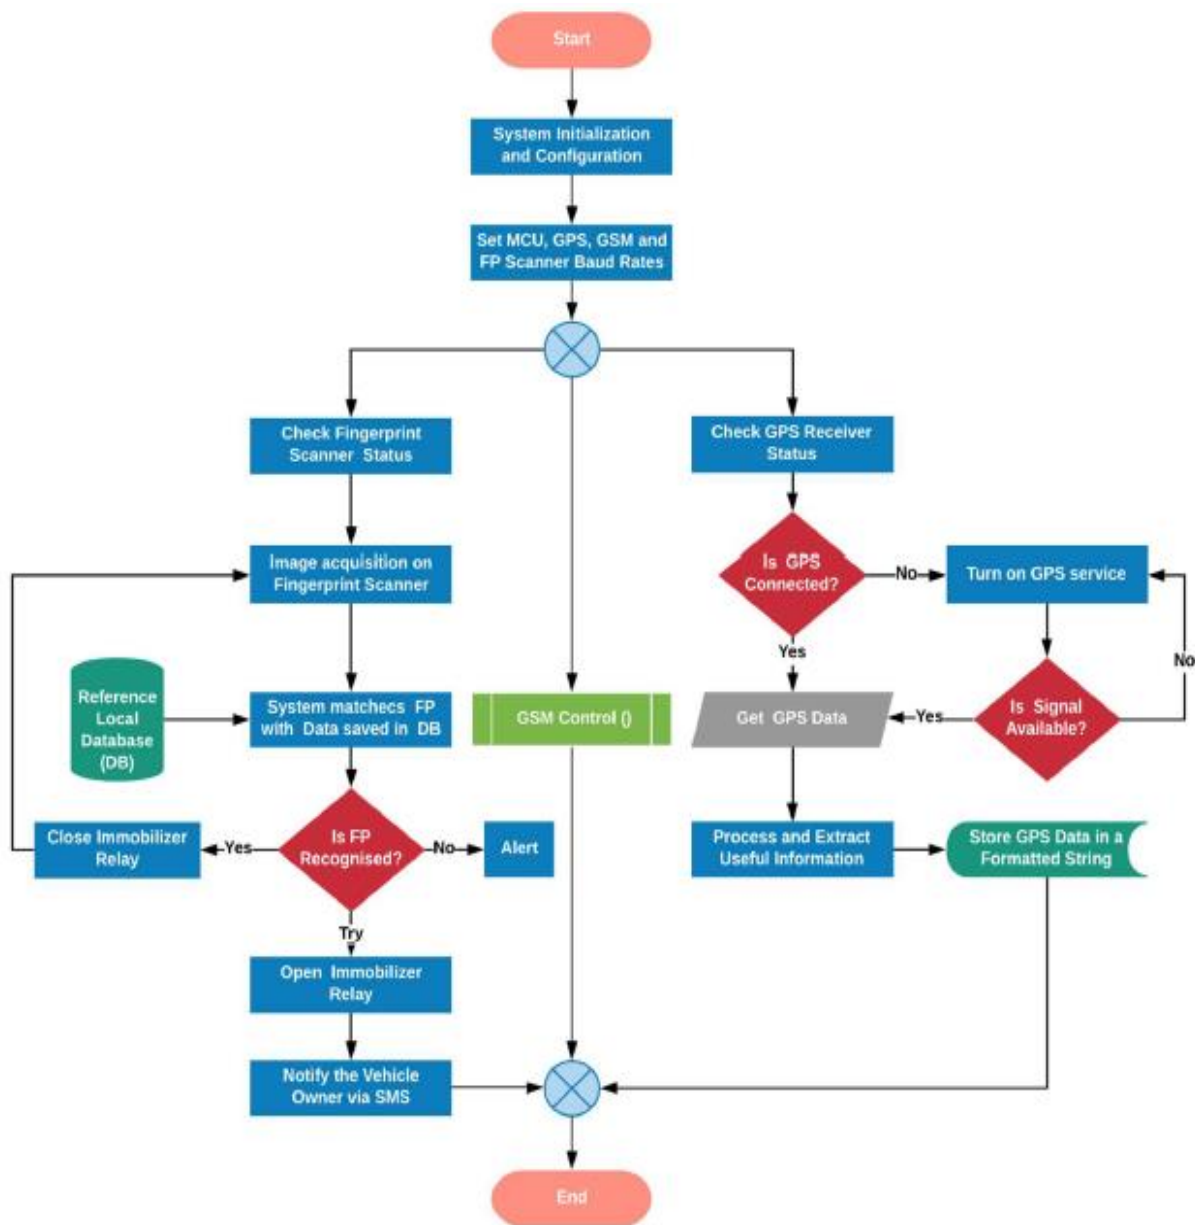 Start
System Initialization
and Configuration
Set MCU, GPS, GSM and
FP Scanner Baud Rates
Check Fingerprint
Scanner Status
Check GPS Receiver
Status
Image acquisition on
Fingerprint Scanner
Is GPS
Connected?
No
Turn on GPS service
Yes
No
Reference
Local
Database
(DB)
System matchecs FP
with Data saved in DB
GSM Control ()
Get GPS Data
Yes
Is Signal
Available?
Close Immobilizer
Relay
Yes
Is FP
Recognised?
No
Alert
Process and Extract
Useful Information
Store GPS Data in a
Formatted String
Try
Open Immobilizer
Relay
Notify the Vehicle
Owner via SMS
End